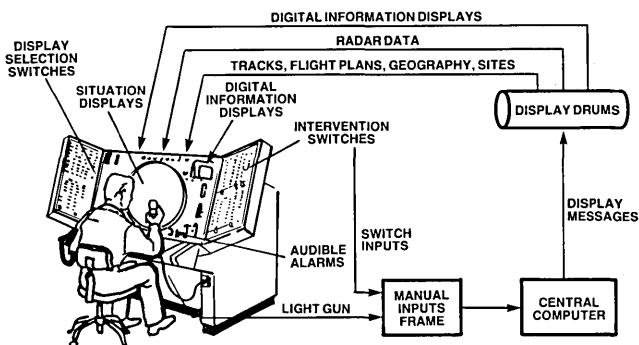 DIGITAL INFORMATION DISPLAYS
RADAR DATA
TRACKS, FLIGHT PLANS, GEOGRAPHY, SITES
DISPLAY
SELECTION
SWITCHES
SITUATION
DISPLAYS
DIGITAL
INFORMATION
DISPLAYS
INTERVENTION
SWITCHES
DISPLAY DRUMS
DISPLAY
MESSAGES
SWITCH
INPUTS
AUDIBLE
ALARMS
LIGHT GUN
MANUAL
INPUTS
FRAME
CENTRAL
COMPUTER